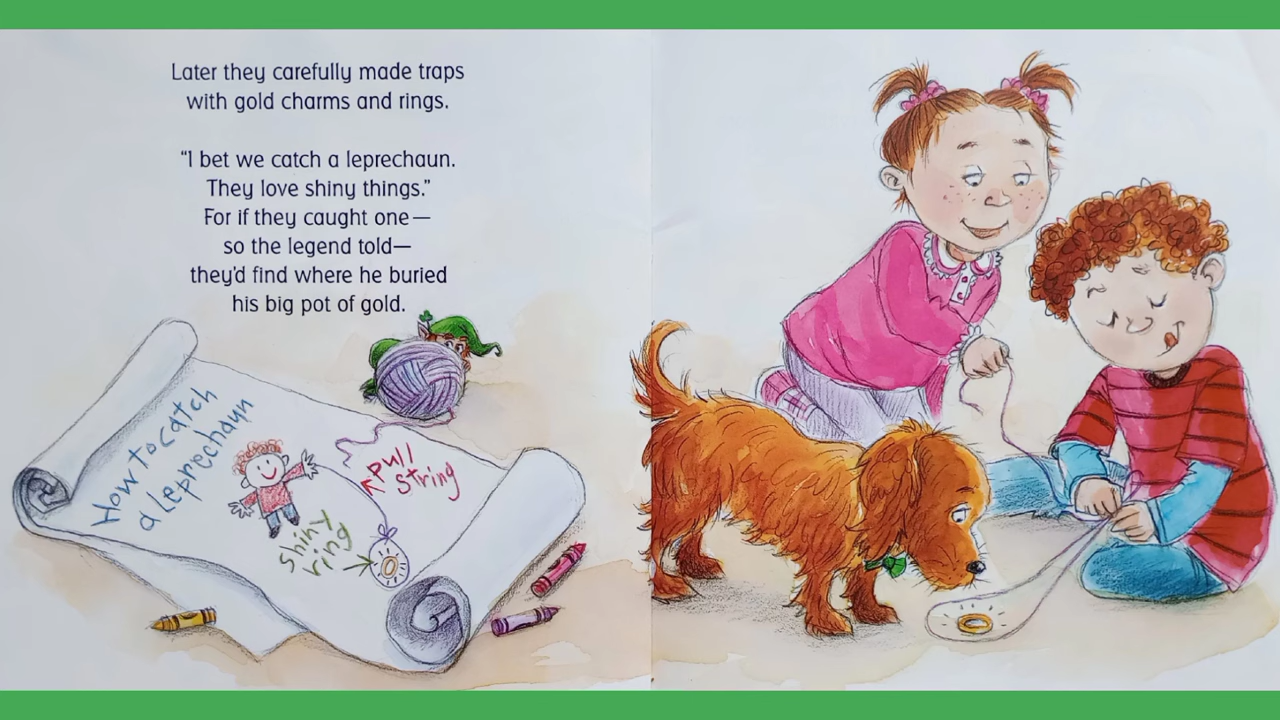 Later they carefully made traps
with gold charms and rings.
“I bet we catch a leprechaun.
They love shiny things.”
For if they caught one—
so the legend told—
they’d find where he buried
his big pot of gold.
How to catch
a Leprechaun
Pull
String
Shiny
ring